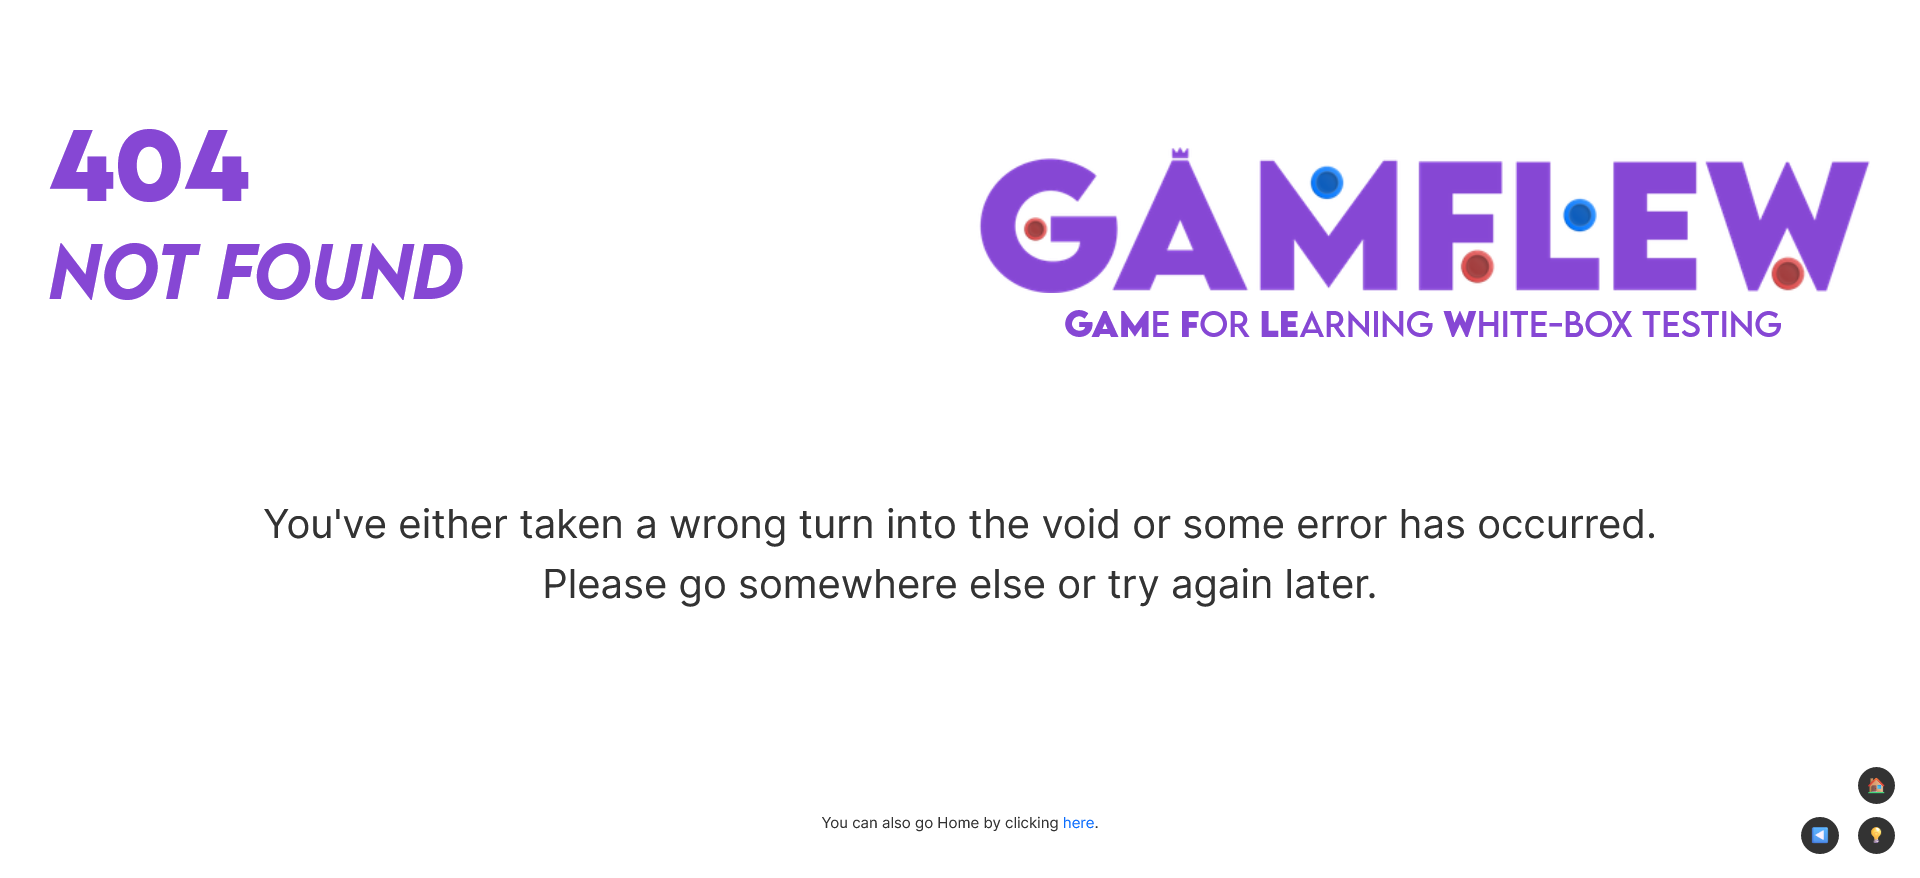 404
NOT FOUND
GAMFLEW
GAME FOR LEARNING WHITE-BOX TESTING
You've either taken a wrong turn into the void or some error has occurred.
Please go somewhere else or try again later.
You can also go Home by clicking here.